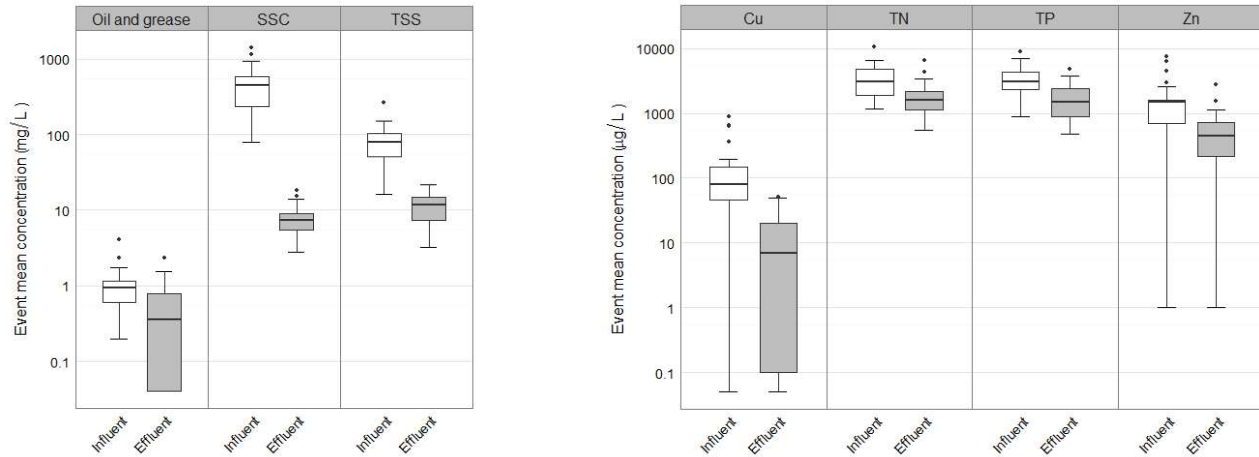 Oil and grease SSC TSS
1000
100
10
1
0.1
Event mean concentration (mg/L)
Influent Effluent Influent Effluent Influent Effluent
Cu TN TP Zn
10000
1000
100
10
1
0.1
Event mean concentration (µg/L)
Influent Effluent Influent Effluent Influent Effluent Influent Effluent